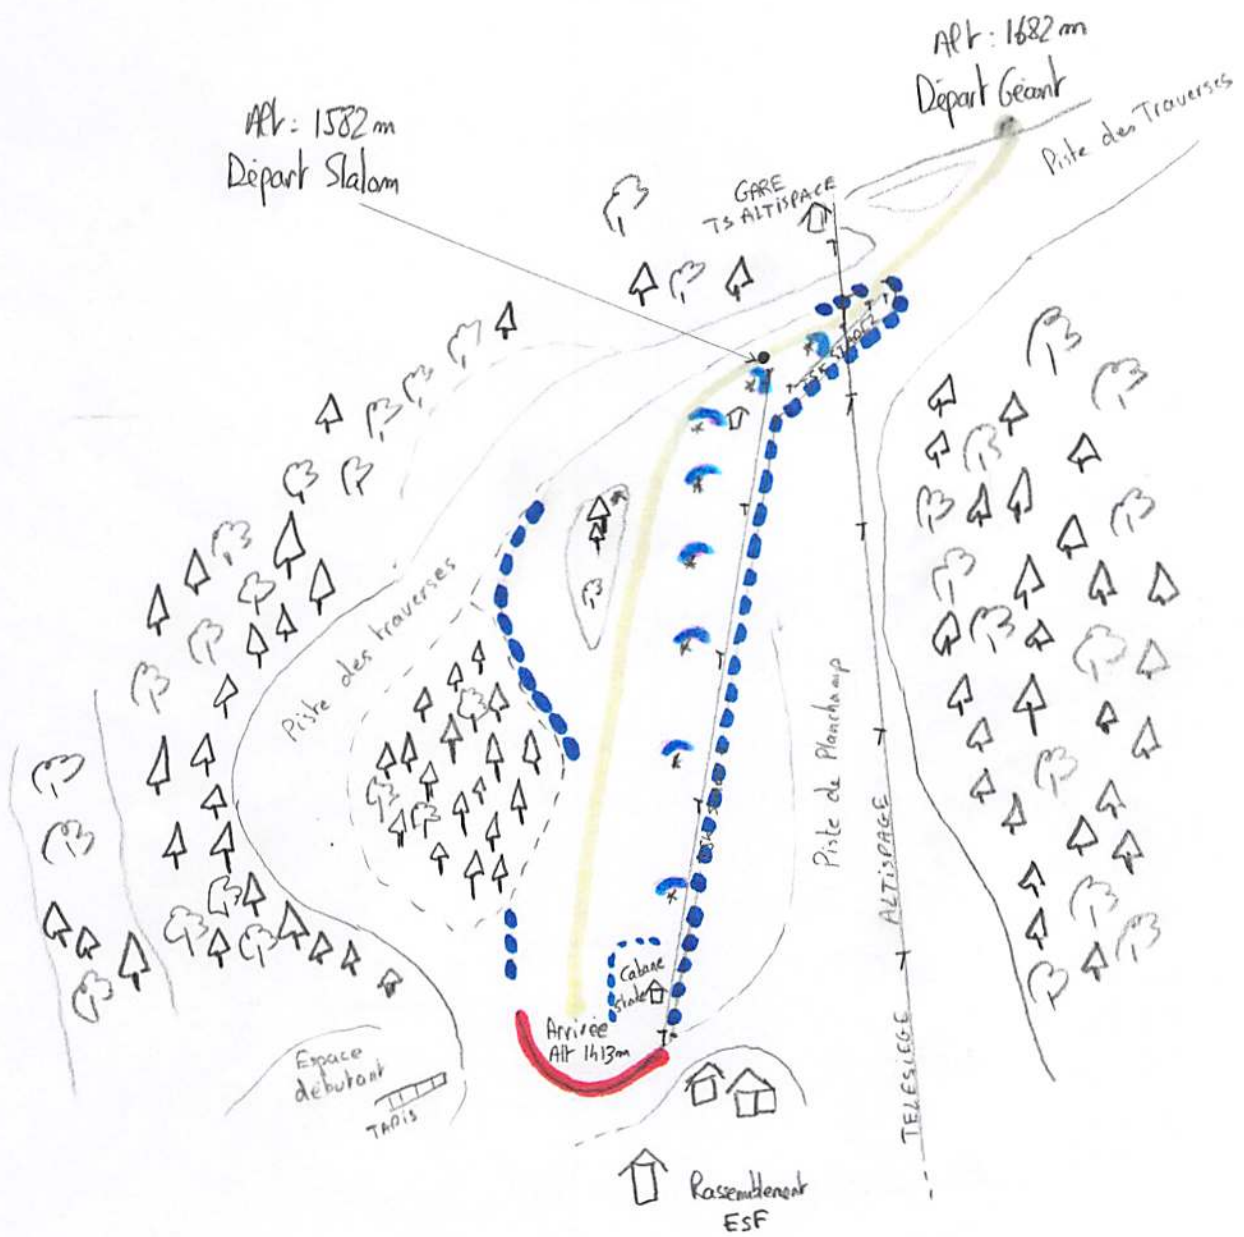 Alt : 1682 m
Départ Géant
Piste des Traverses
Alt : 1582 m
Départ Slalom
GARE
TS ALTISPACE
Piste des traverses
Piste de Planchamp
TELESIEGE ALTISPACE
Cabane
stade
Arrivée
Alt 1413m
Espace
débutant
TAPIS
Rassemblement
ESF